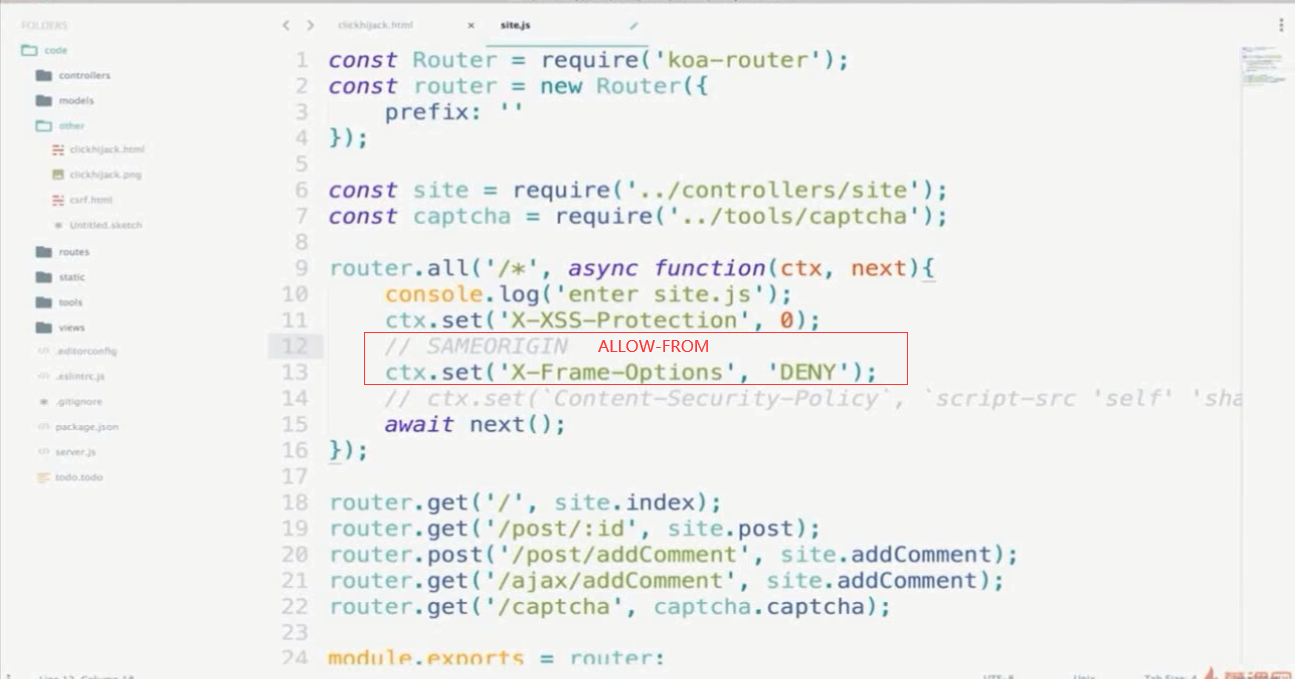 FOLDERS
code
controllers
models
other
clickhijack.html
clickhijack.png
csrf.html
Untitled.sketch
routes
static
tools
views
.editorconfig
.eslintrc.js
.gitignore
package.json
server.js
todo.todo
clickhijack.html × site.js
1 const Router = require('koa-router');
2 const router = new Router({
3 prefix: ''
4 });
5
6 const site = require('../controllers/site');
7 const captcha = require('../tools/captcha');
8
9 router.all('/*', async function(ctx, next){
10 console.log('enter site.js');
11 ctx.set('X-XSS-Protection', 0);
12 // SAMEORIGIN ALLOW-FROM
13 ctx.set('X-Frame-Options', 'DENY');
14 // ctx.set(`Content-Security-Policy`, `script-src 'self' 'sha
15 await next();
16 });
17
18 router.get('/', site.index);
19 router.get('/post/:id', site.post);
20 router.post('/post/addComment', site.addComment);
21 router.get('/ajax/addComment', site.addComment);
22 router.get('/captcha', captcha.captcha);
23
24 module.exports = router;
UTF-8 Unix Tab Size: 4